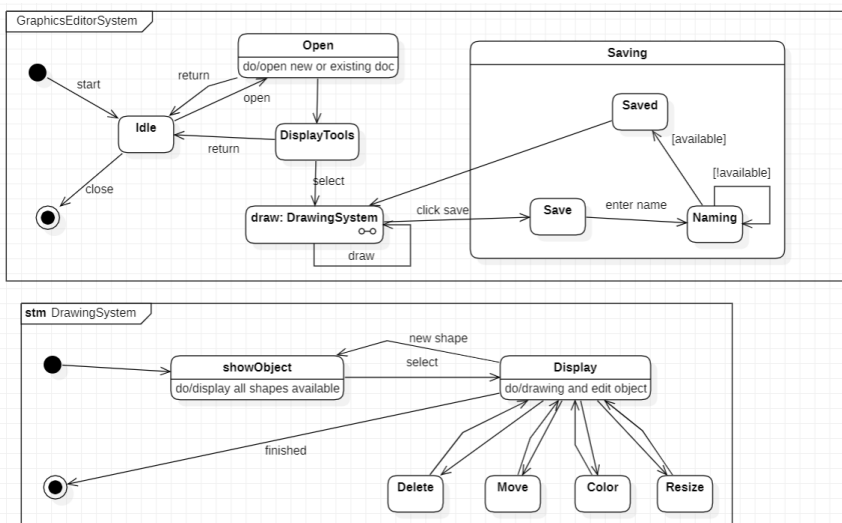 GraphicsEditorSystem
Open
do/open new or existing doc
Saving
return
start
open
Saved
Idle
DisplayTools
[available]
return
[!available]
select
close
draw: DrawingSystem
click save
Save
enter name
Naming
draw
stm DrawingSystem
new shape
showObject
select
Display
do/display all shapes available
do/drawing and edit object
finished
Delete
Move
Color
Resize